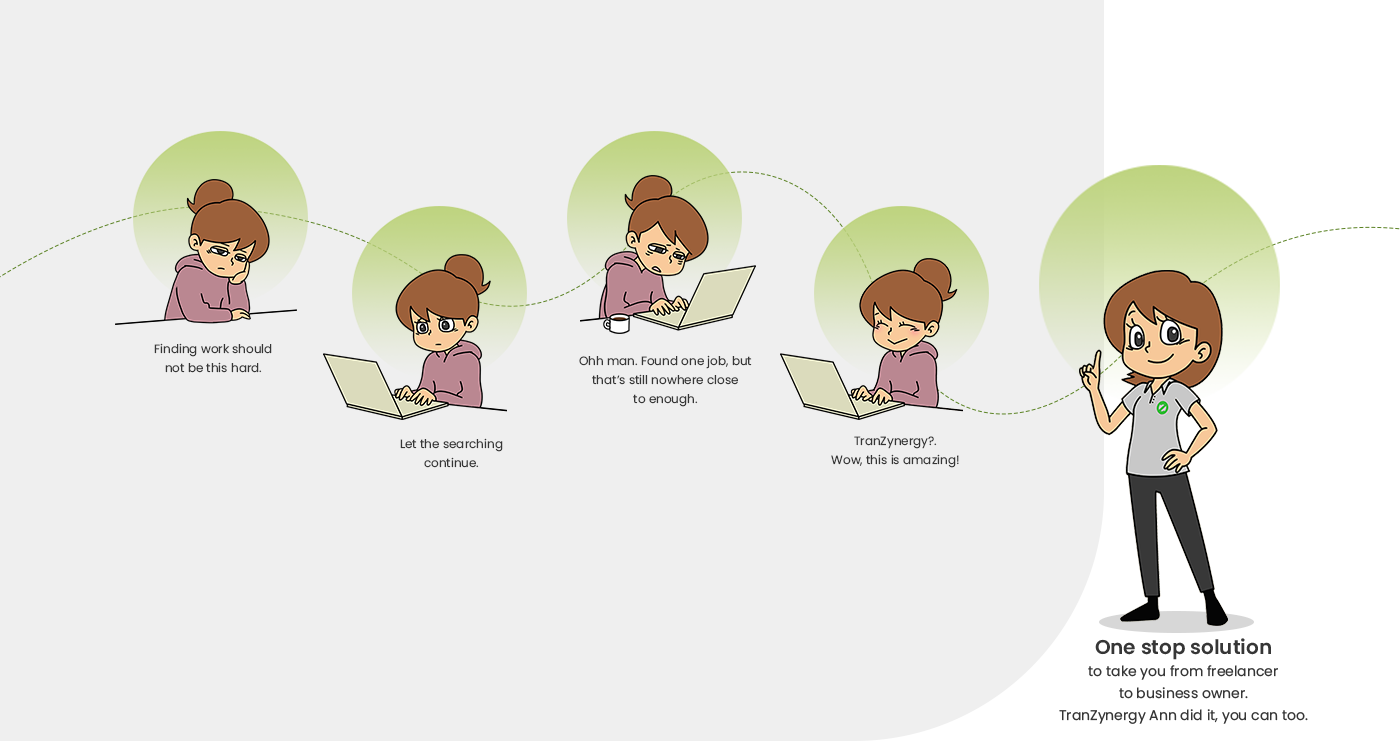 Finding work should
not be this hard.
Let the searching
continue.
Ohh man. Found one job, but
that's still nowhere close
to enough.
TranZynergy?.
Wow, this is amazing!
One stop solution
to take you from freelancer
to business owner.
TranZynergy Ann did it, you can too.